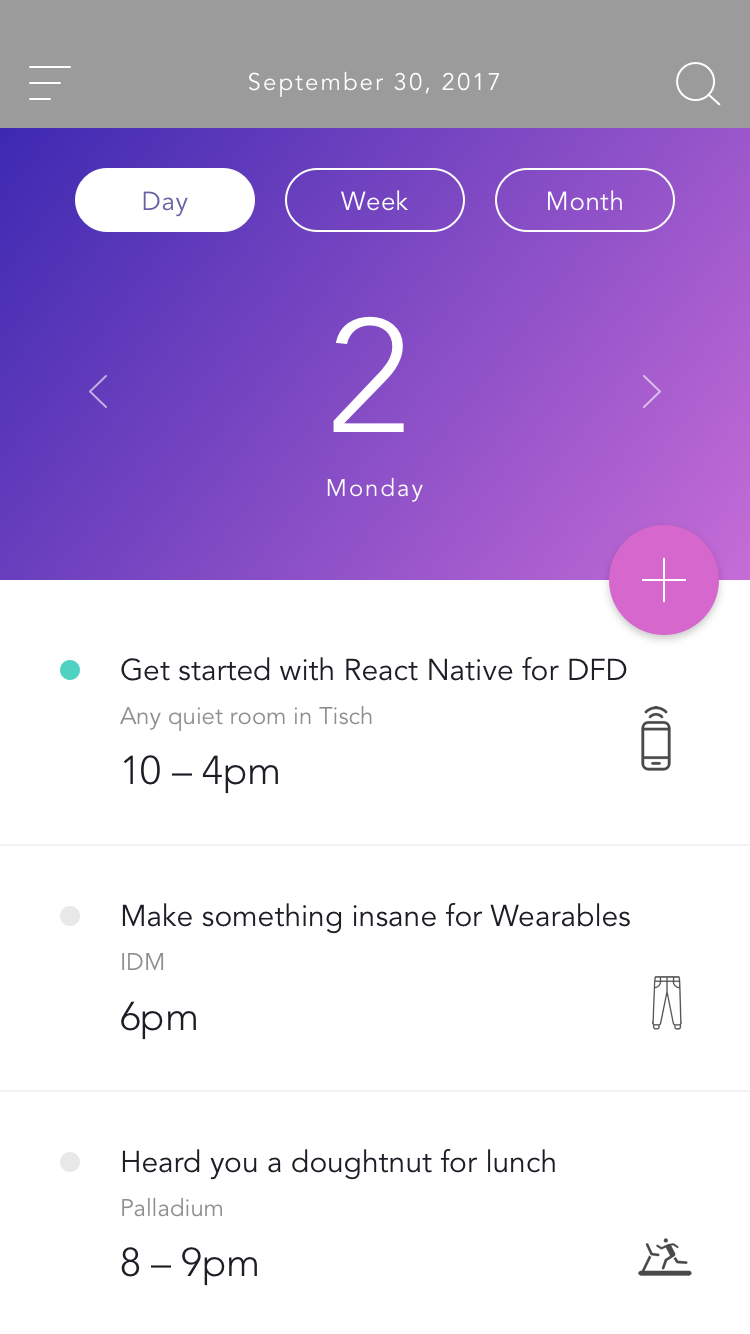 September 30, 2017
Day
Week
Month
2
Monday
Get started with React Native for DFD
Any quiet room in Tisch
10 – 4pm
Make something insane for Wearables
IDM
6pm
Heard you a doughtnut for lunch
Palladium
8 – 9pm